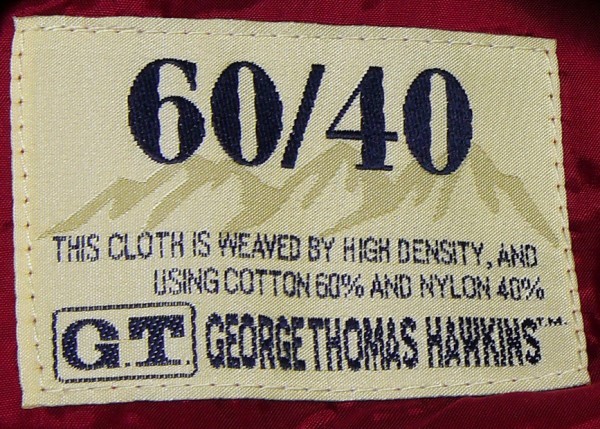 60/40
THIS CLOTH IS WEAVED BY HIGH DENSITY, AND
USING COTTON 60% AND NYLON 40%
G.T. GEORGE THOMAS HAWKINS™